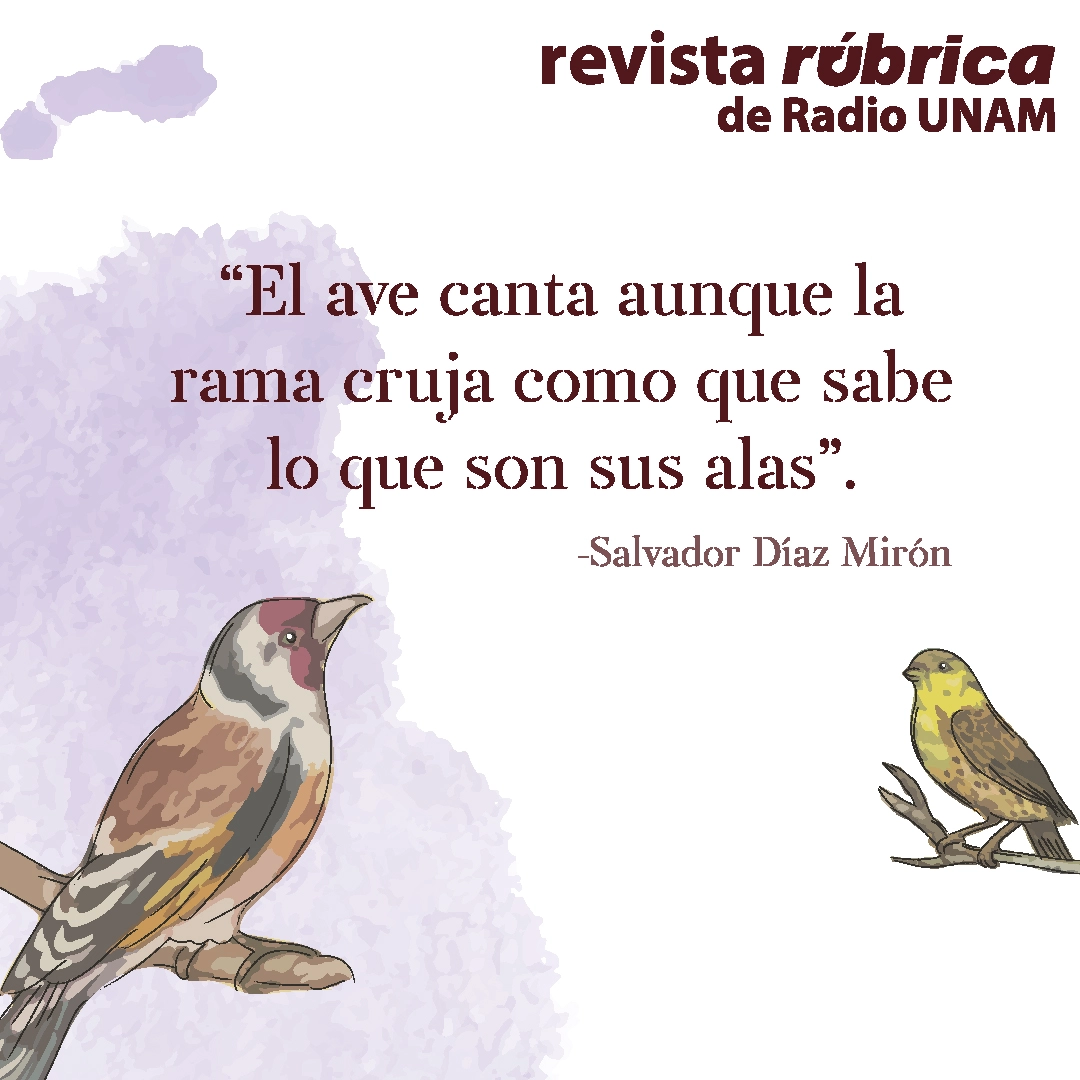 revista rúbrica
de Radio UNAM
“El ave canta aunque la
rama cruja como que sabe
lo que son sus alas”.
-Salvador Díaz Mirón